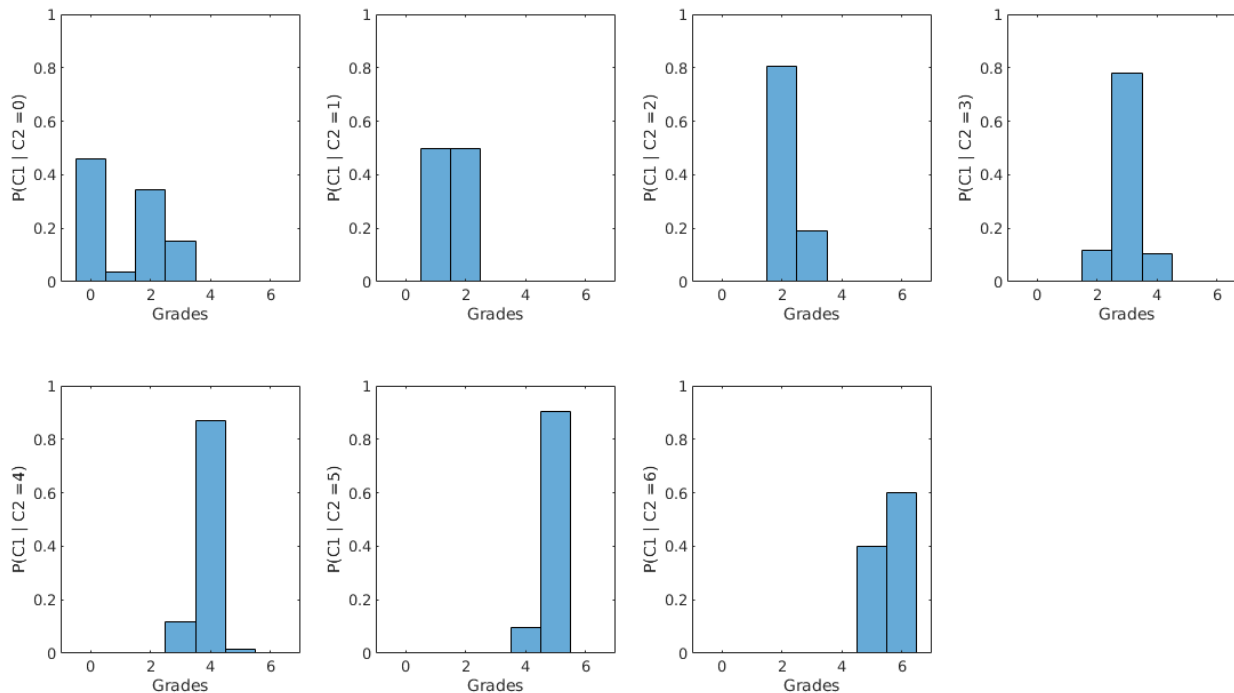 1
0.8
0.6
0.4
0.2
0
P(C1 | C2 =0)
0 2 4 6
Grades
1
0.8
0.6
0.4
0.2
0
P(C1 | C2 =1)
0 2 4 6
Grades
1
0.8
0.6
0.4
0.2
0
P(C1 | C2 =2)
0 2 4 6
Grades
1
0.8
0.6
0.4
0.2
0
P(C1 | C2 =3)
0 2 4 6
Grades
1
0.8
0.6
0.4
0.2
0
P(C1 | C2 =4)
0 2 4 6
Grades
1
0.8
0.6
0.4
0.2
0
P(C1 | C2 =5)
0 2 4 6
Grades
1
0.8
0.6
0.4
0.2
0
P(C1 | C2 =6)
0 2 4 6
Grades